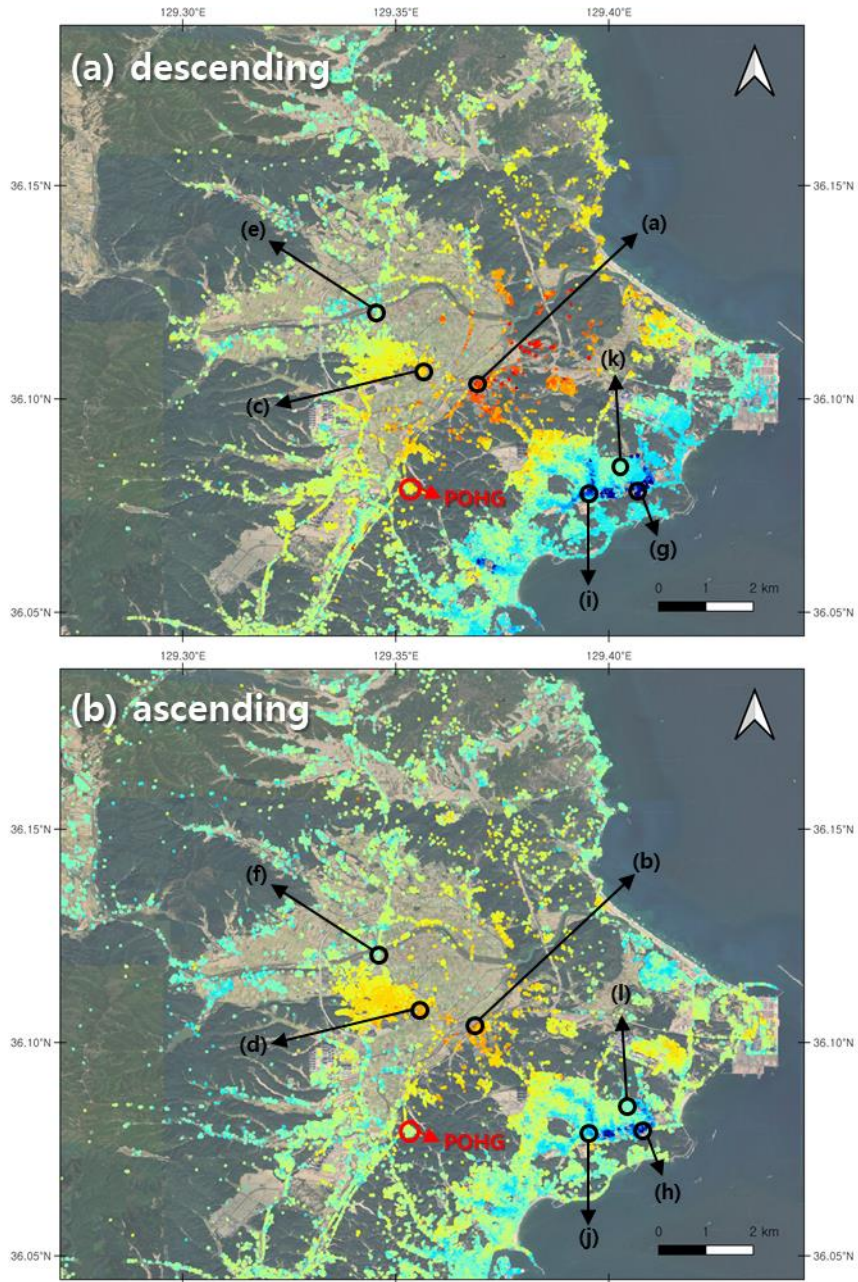 129.30°E 129.35°E 129.40°E
(a) descending
36.15°N 36.15°N
(e) (a)
(k)
36.10°N 36.10°N
(c)
POHG
(g)
(i) 0 1 2 km
36.05°N 36.05°N
129.30°E 129.35°E 129.40°E
(b) ascending
36.15°N 36.15°N
(f) (b)
(l)
36.10°N 36.10°N
(d)
POHG
(h)
(j) 0 1 2 km
36.05°N 36.05°N